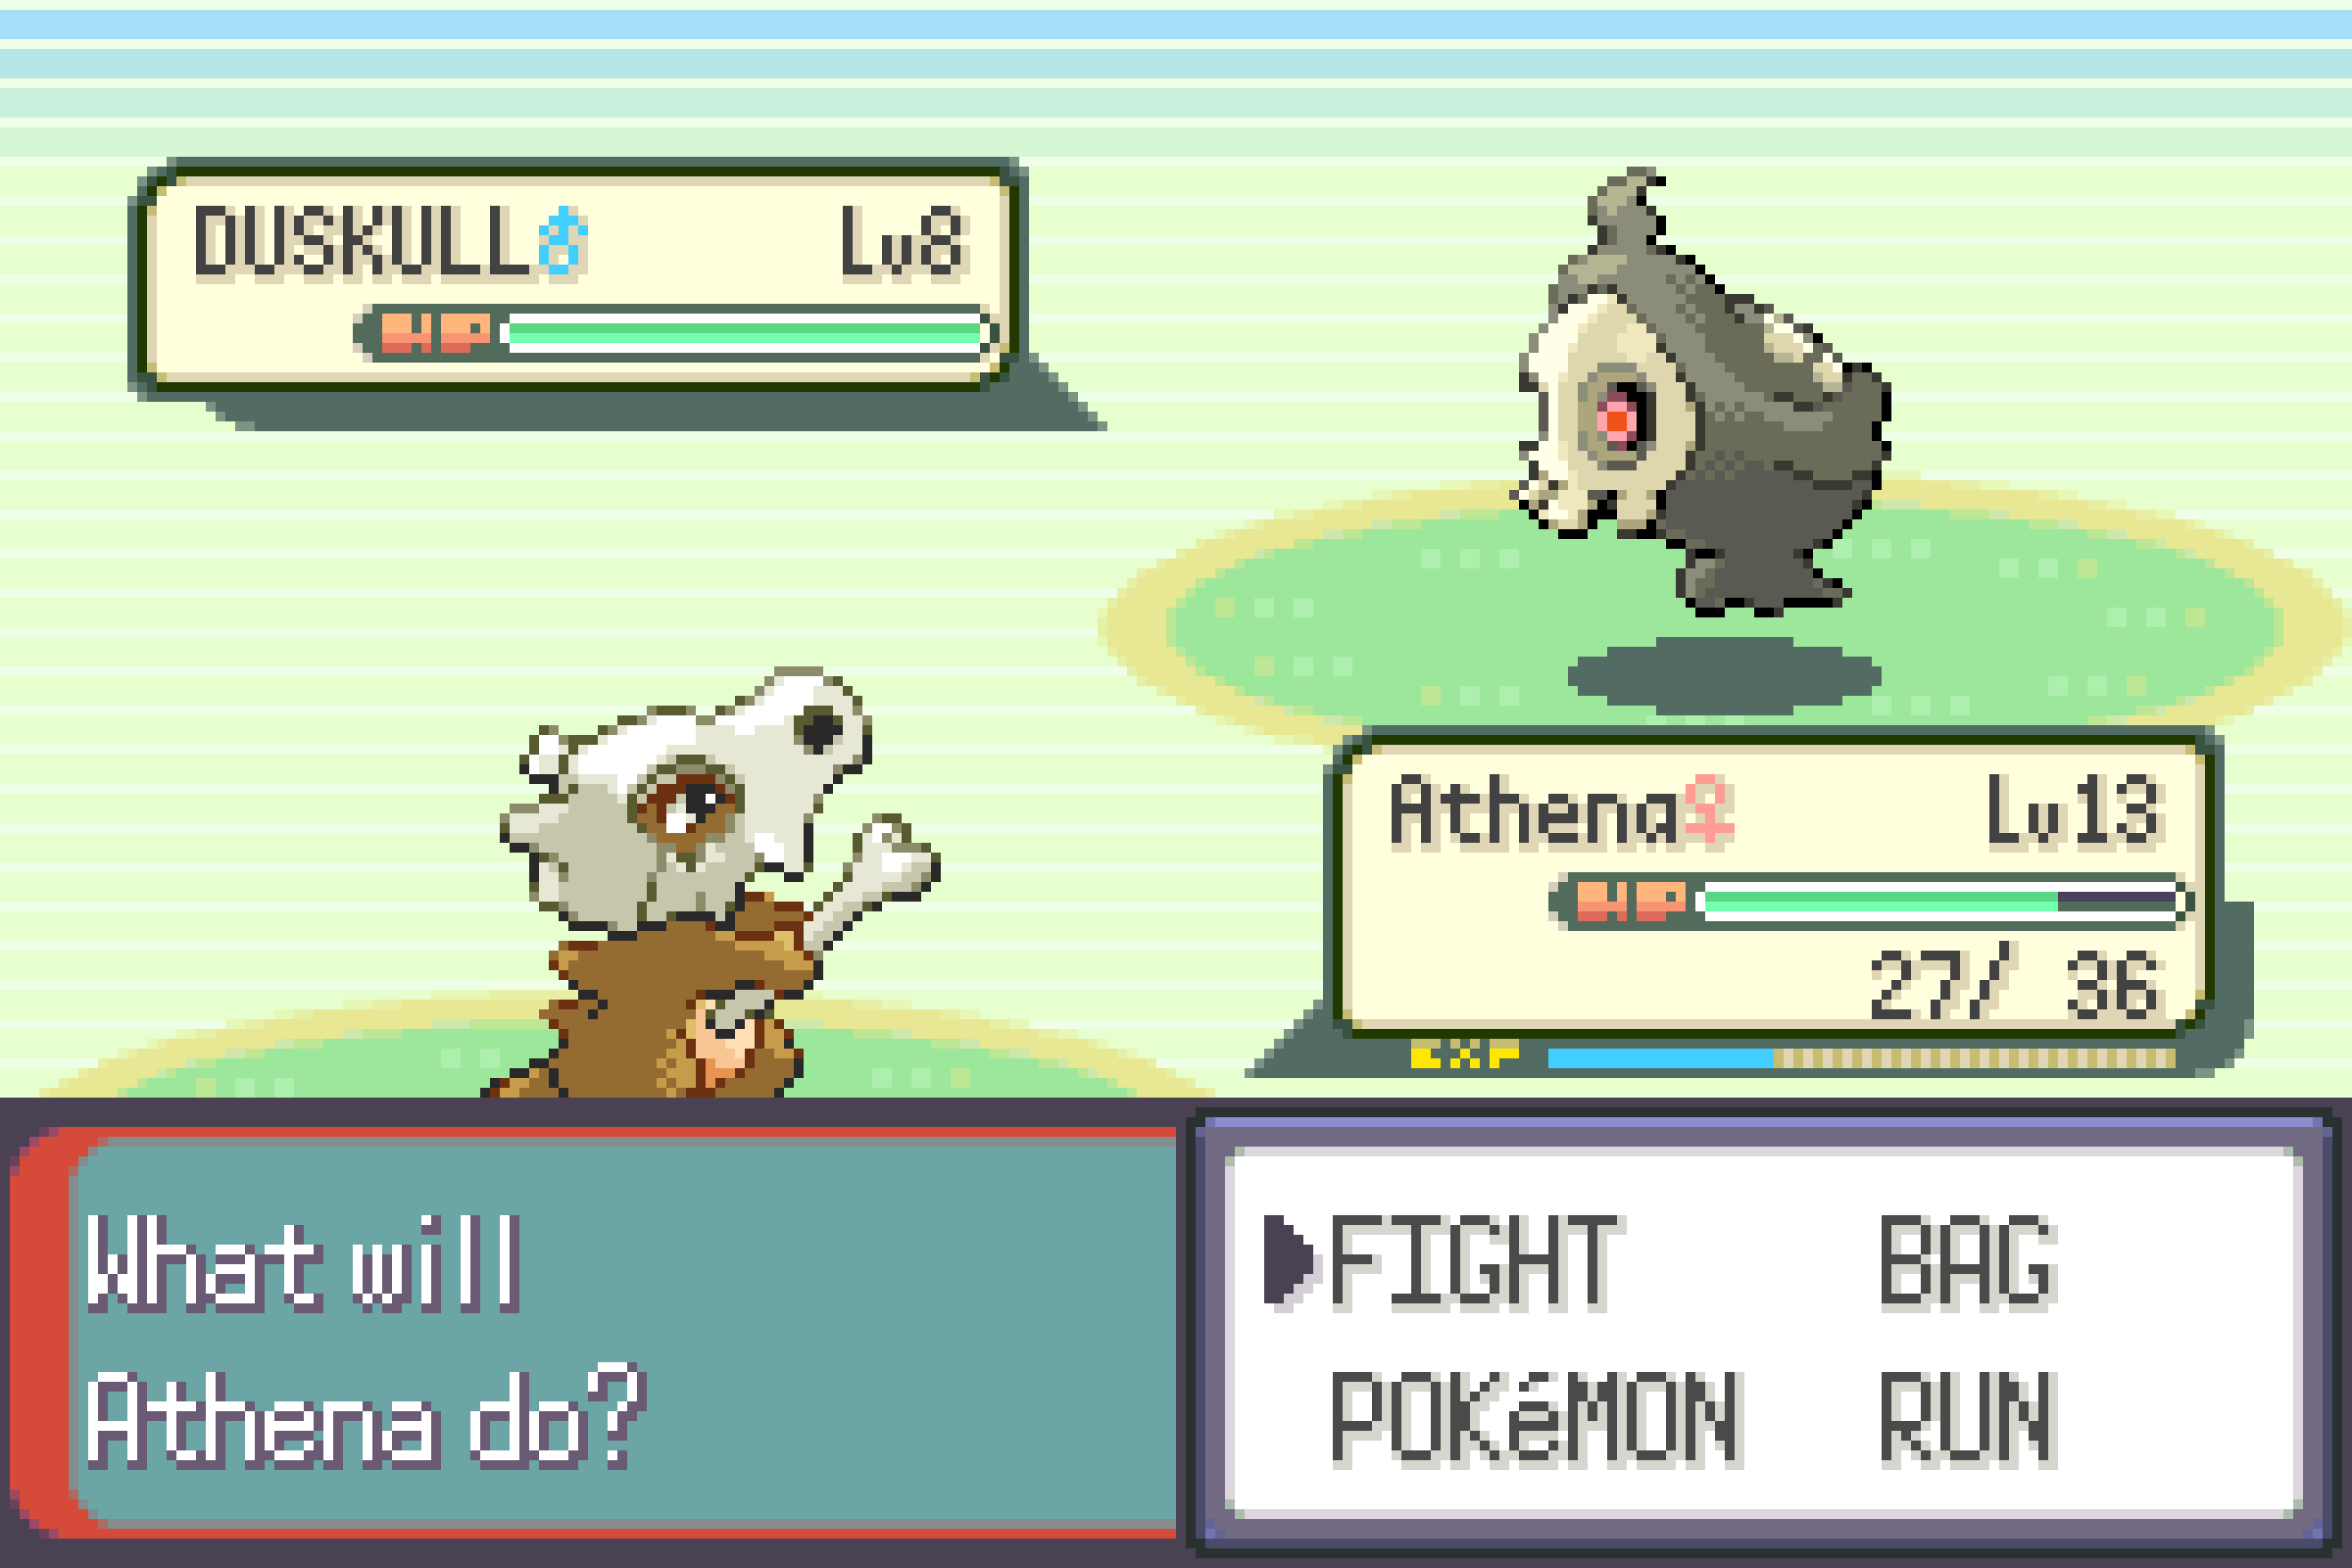 DUSKULL♂ Lv8
HP
Athena♀ Lv13
HP
27/ 36
EXP
What will
Athena do?
FIGHT BAG
POKéMON RUN